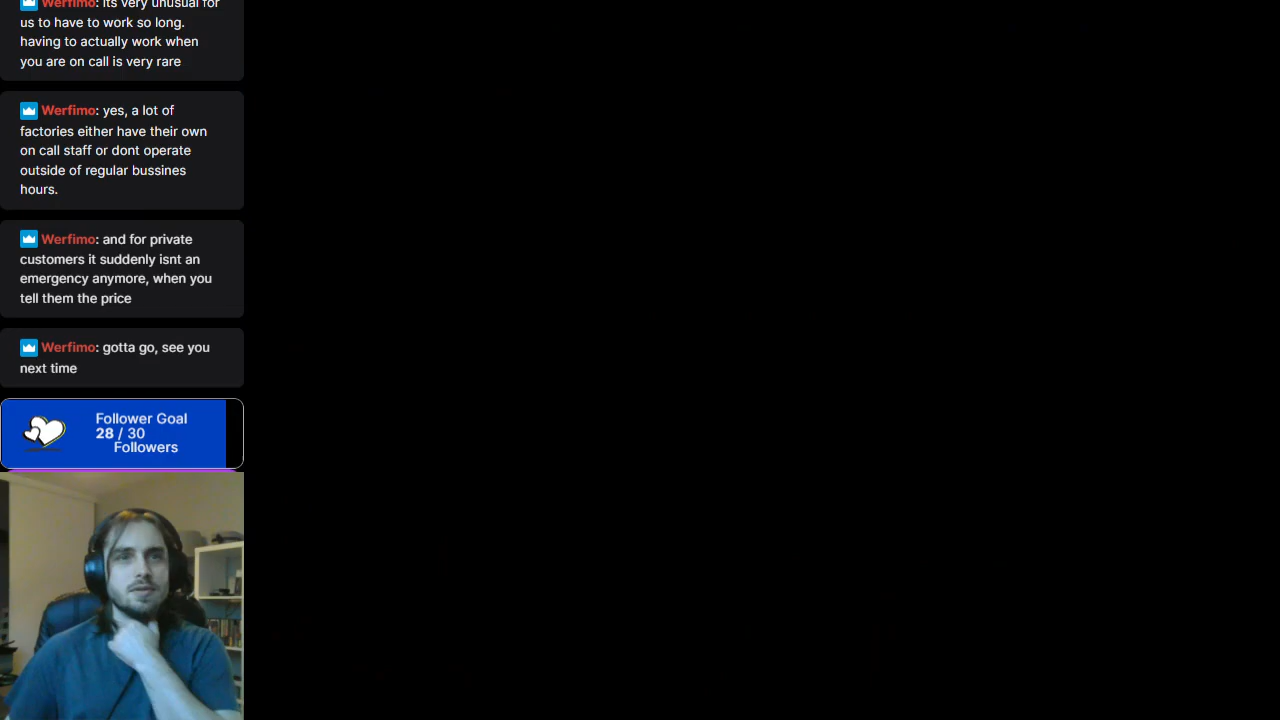 Werfimo: its very unusual for
us to have to work so long.
having to actually work when
you are on call is very rare
Werfimo: yes, a lot of
factories either have their own
on call staff or dont operate
outside of regular bussines
hours.
Werfimo: and for private
customers it suddenly isnt an
emergency anymore, when you
tell them the price
Werfimo: gotta go, see you
next time
Follower Goal
28 / 30
Followers